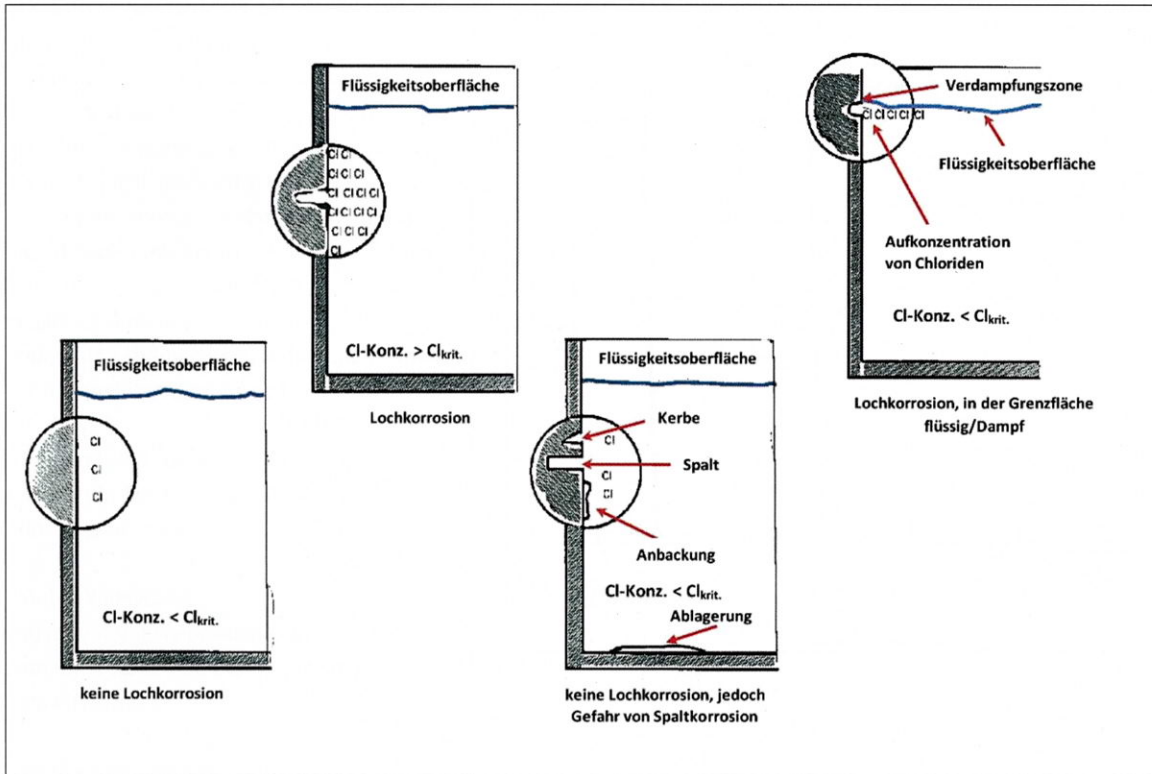 Flüssigkeitsoberfläche
Cl Cl
Cl Cl Cl
Cl Cl Cl Cl
Cl Cl Cl Cl
Cl Cl Cl
Cl
Cl-Konz. > Clkrit.
Lochkorrosion
Verdampfungszone
Cl Cl Cl Cl Cl
Flüssigkeitsoberfläche
Aufkonzentration
von Chloriden
Cl-Konz. < Clkrit.
Lochkorrosion, in der Grenzfläche
flüssig/Dampf
Flüssigkeitsoberfläche
Cl
Cl
Cl
Cl-Konz. < Clkrit.
keine Lochkorrosion
Flüssigkeitsoberfläche
Kerbe
Cl
Spalt
Cl
Cl
Anbackung
Cl-Konz. < Clkrit.
Ablagerung
keine Lochkorrosion, jedoch
Gefahr von Spaltkorrosion